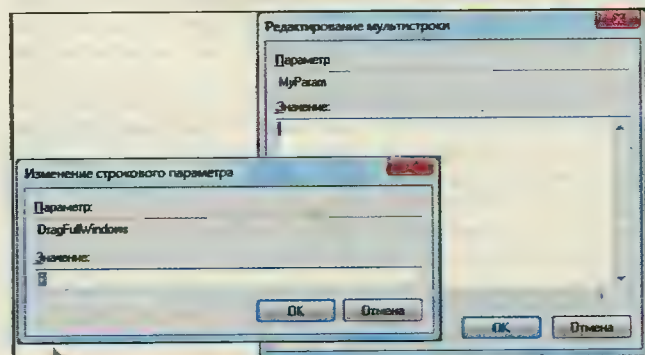 Редактирование мультистроки
Параметр
MyParam
Значение:
Изменение строкового параметра
Параметр:
DragFullWindows
Значение:
OK
Отмена
OK
Отмена